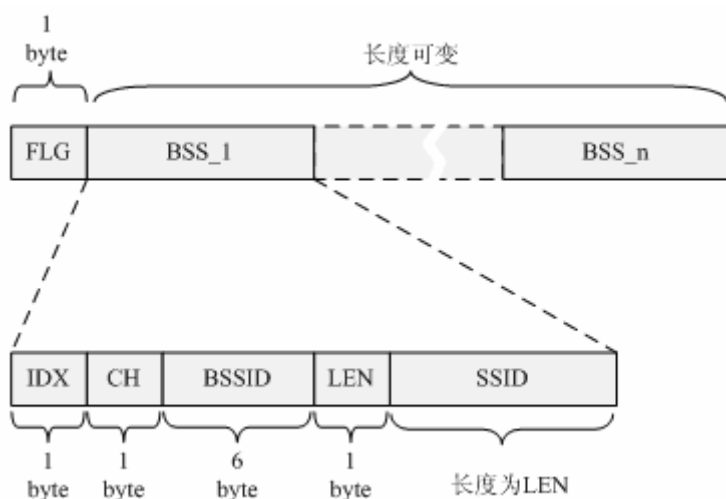 1
byte
长度可变
FLG
BSS_1
BSS_n
IDX
CH
BSSID
LEN
SSID
1
byte
1
byte
6
byte
1
byte
长度为LEN